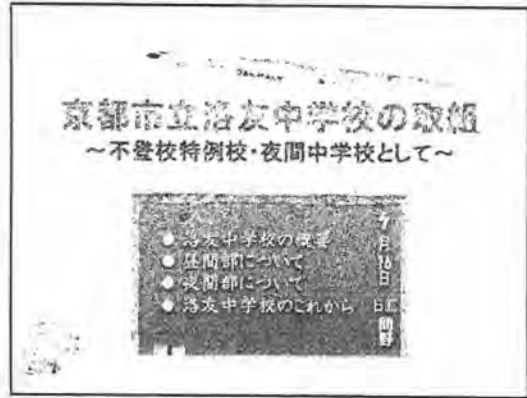 京都市立洛友中学校の取組
～不登校特例校・夜間中学校として～
● 洛友中学校の概要
● 昼間部について
● 夜間部について
● 洛友中学校のこれから
7月16日
日直